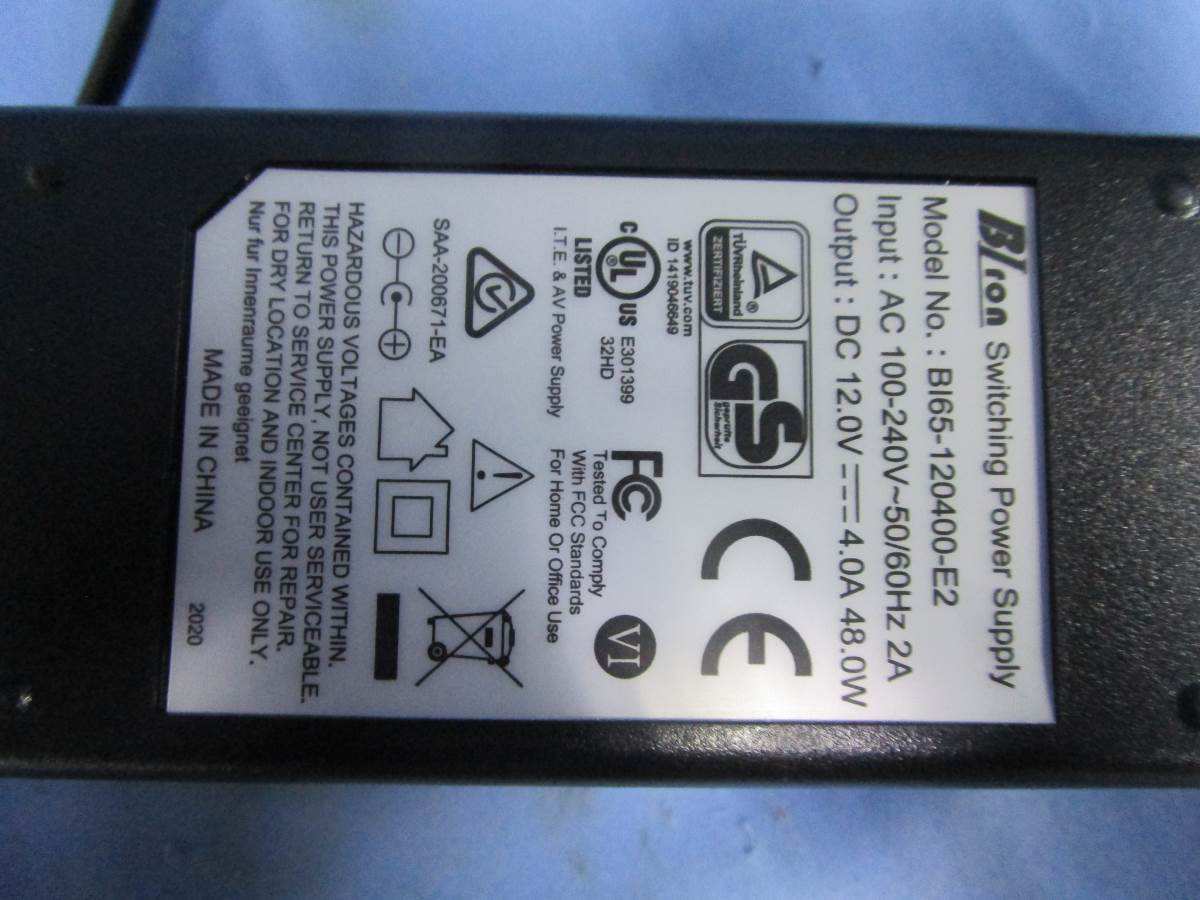 BIron Switching Power Supply
Model No. : BI65-120400-E2
Input : AC 100-240V~50/60Hz 2A
Output : DC 12.0V 4.0A 48.0W
TÜVRheinland
ZERTIFIZIERT
GS
geprüfte
Sicherheit
CE
www.tuv.com
ID 1419046649
C UL US
LISTED
E301399
32HD
I.T.E. & AV Power Supply
FC
Tested To Comply
With FCC Standards
For Home Or Office Use
VI
SAA-200671-EA
HAZARDOUS VOLTAGES CONTAINED WITHIN.
THIS POWER SUPPLY, NOT USER SERVICEABLE.
RETURN TO SERVICE CENTER FOR REPAIR.
FOR DRY LOCATION AND INDOOR USE ONLY.
Nur fur Innenraume geeignet
MADE IN CHINA
2020